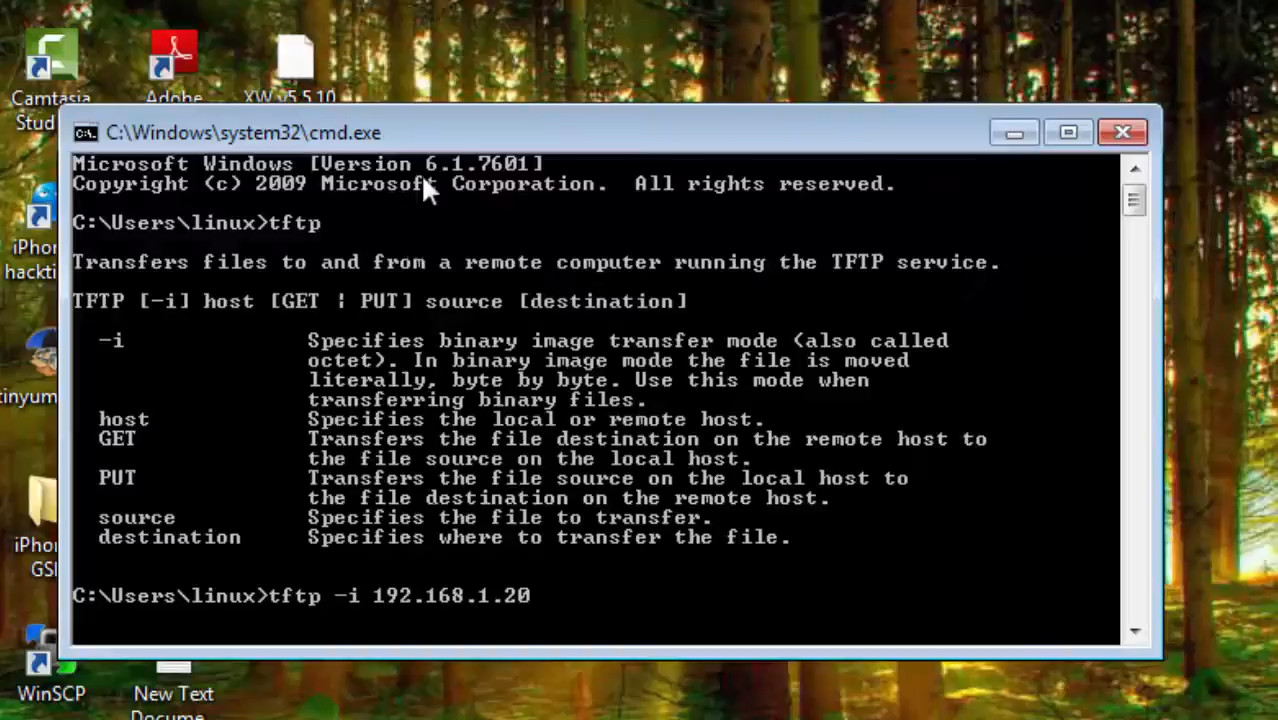 Camtasia
Stud
Adobe
XW v5.5.10
C:\Windows\system32\cmd.exe
Microsoft Windows [Version 6.1.7601]
Copyright (c) 2009 Microsoft Corporation.  All rights reserved.
C:\Users\linux>tftp
Transfers files to and from a remote computer running the TFTP service.
TFTP [-i] host [GET | PUT] source [destination]
-i Specifies binary image transfer mode (also called
octet). In binary image mode the file is moved
literally, byte by byte. Use this mode when
transferring binary files.
host Specifies the local or remote host.
GET Transfers the file destination on the remote host to
the file source on the local host.
PUT Transfers the file source on the local host to
the file destination on the remote host.
source Specifies the file to transfer.
destination Specifies where to transfer the file.
C:\Users\linux>tftp -i 192.168.1.20
iPhon
hackti
tinyum
iPhon
GSI
WinSCP
New Text
Docume